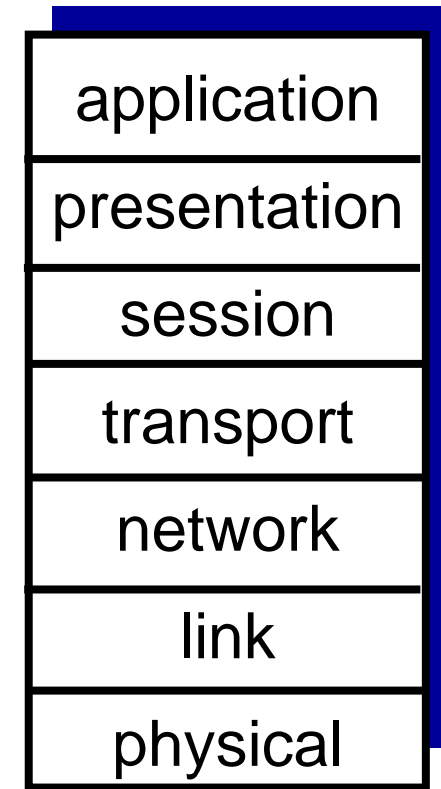 application
presentation
session
transport
network
link
physical